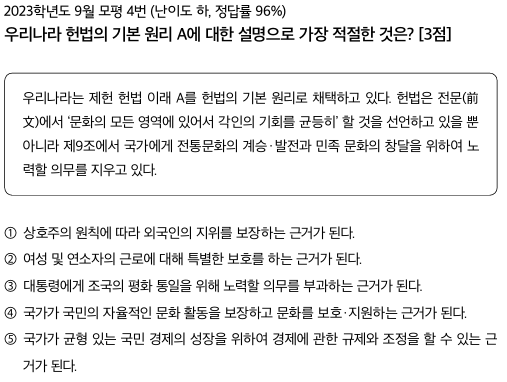 2023학년도 9월 모평 4번 (난이도 하, 정답률 96%)
우리나라 헌법의 기본 원리 A에 대한 설명으로 가장 적절한 것은? [3점]
우리나라는 제헌 헌법 이래 A를 헌법의 기본 원리로 채택하고 있다. 헌법은 전문(前
文)에서 '문화의 모든 영역에 있어서 각인의 기회를 균등히' 할 것을 선언하고 있을 뿐
아니라 제9조에서 국가에게 전통문화의 계승·발전과 민족 문화의 창달을 위하여 노
력할 의무를 지우고 있다.
① 상호주의 원칙에 따라 외국인의 지위를 보장하는 근거가 된다.
② 여성 및 연소자의 근로에 대해 특별한 보호를 하는 근거가 된다.
③ 대통령에게 조국의 평화 통일을 위해 노력할 의무를 부과하는 근거가 된다.
④ 국가가 국민의 자율적인 문화 활동을 보장하고 문화를 보호·지원하는 근거가 된다.
⑤ 국가가 균형 있는 국민 경제의 성장을 위하여 경제에 관한 규제와 조정을 할 수 있는 근
거가 된다.